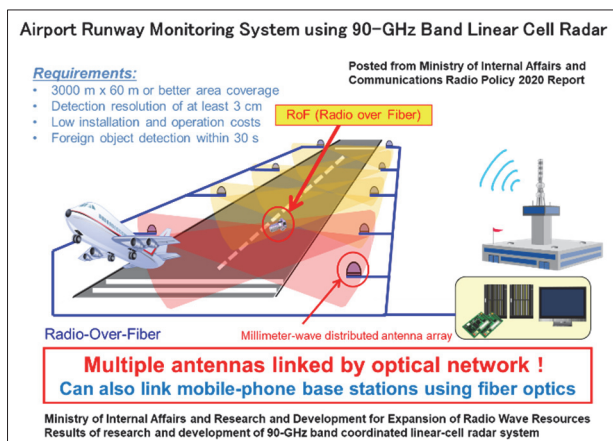 Airport Runway Monitoring System using 90-GHz Band Linear Cell Radar
Posted from Ministry of Internal Affairs and
Communications Radio Policy 2020 Report
Requirements:
• 3000 m x 60 m or better area coverage
• Detection resolution of at least 3 cm
• Low installation and operation costs
• Foreign object detection within 30 s
RoF (Radio over Fiber)
Radio-Over-Fiber
Millimeter-wave distributed antenna array
Multiple antennas linked by optical network !
Can also link mobile-phone base stations using fiber optics
Ministry of Internal Affairs and Research and Development for Expansion of Radio Wave Resources
Results of research and development of 90-GHz band coordinated linear-cell radar system